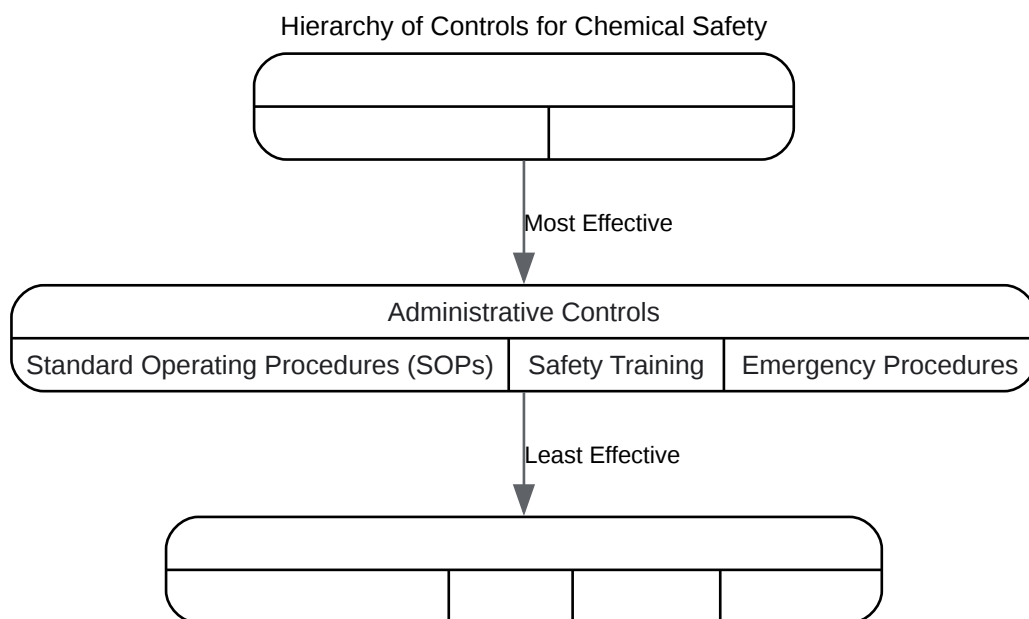 Hierarchy of Controls for Chemical Safety
Most Effective
Administrative Controls
Standard Operating Procedures (SOPs) Safety Training Emergency Procedures
Least Effective